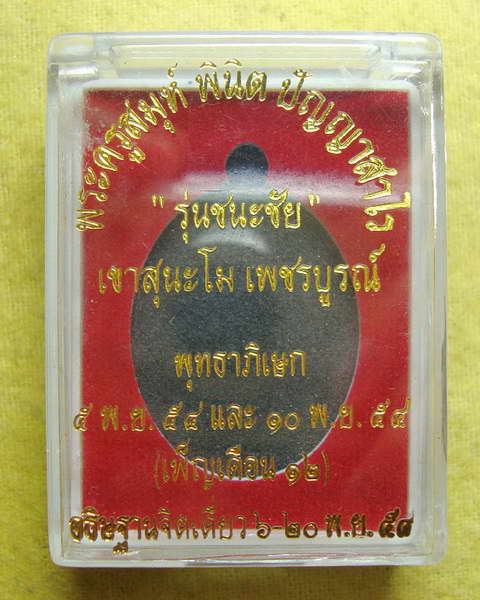 พระครูสมุห์ พินิต ปัญญาสาโร
"รุ่นชนะชัย"
เขาสุนะโม เพชรบูรณ์
พุทธาภิเษก
๕ พ.ย. ๕๔ และ ๑๐ พ.ย. ๕๔
(เพ็ญเดือน ๑๒)
อธิษฐานจิตเดี่ยว ๖-๒๐ พ.ย. ๕๔